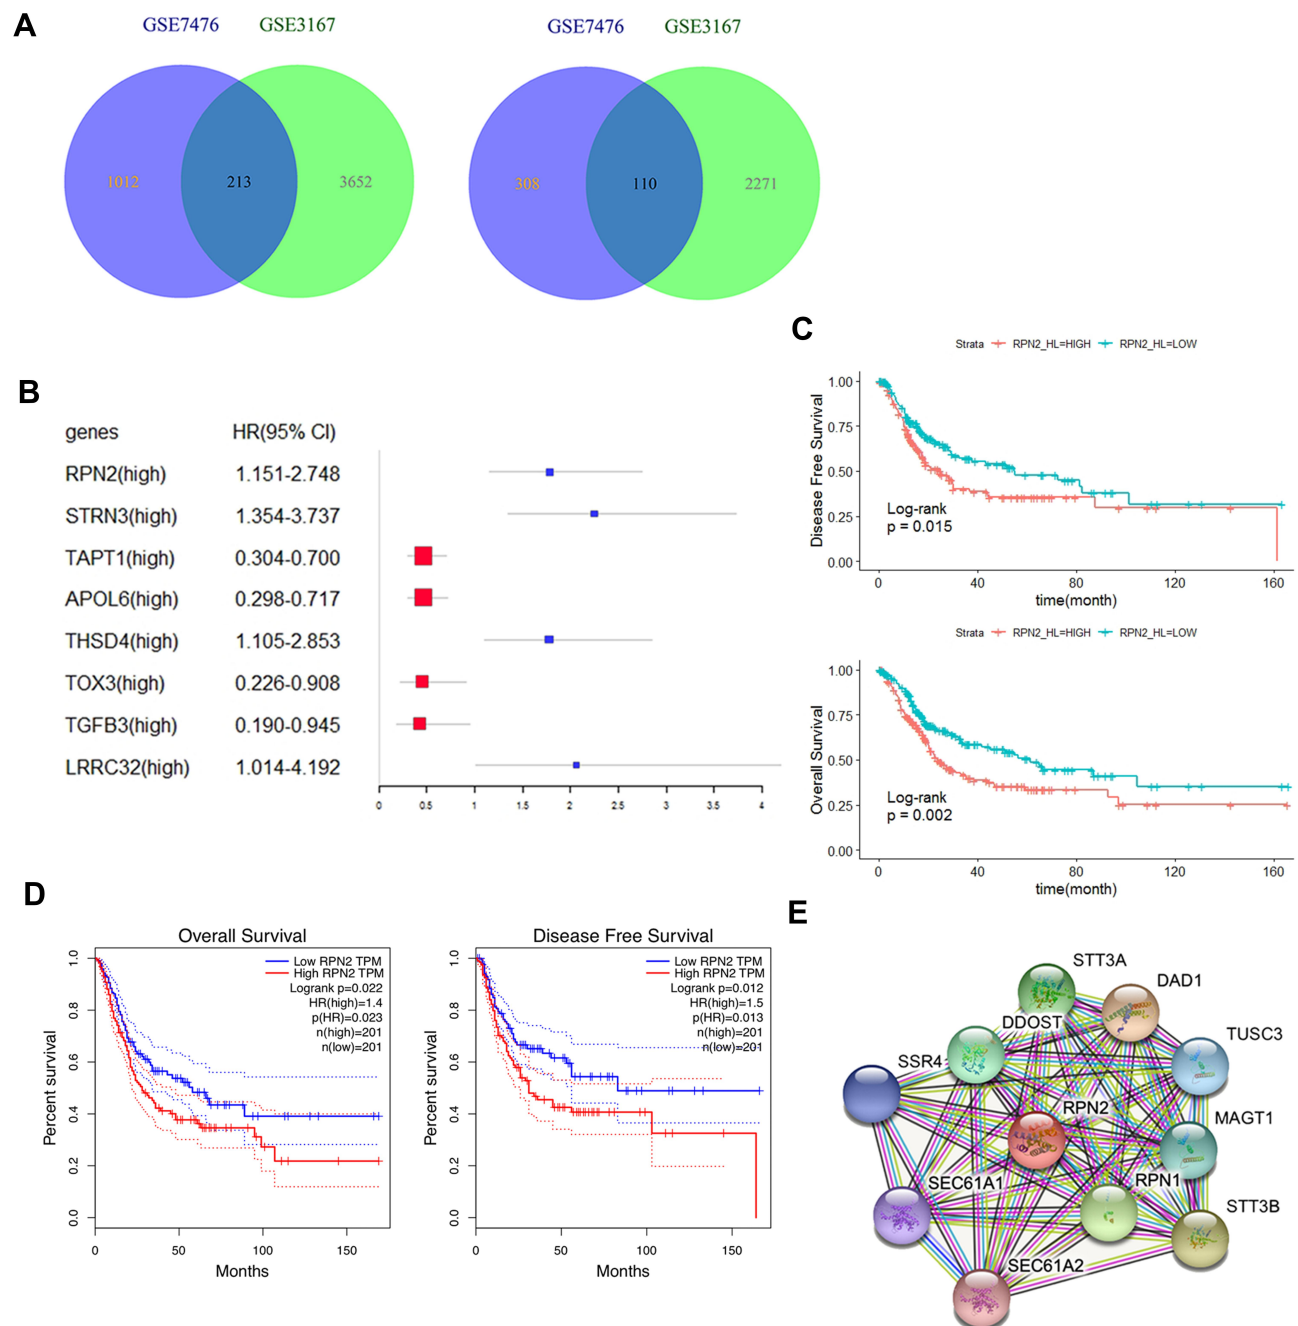 A
GSE7476 GSE3167
1012 213 3652
GSE7476 GSE3167
308 110 2271
B
genes HR(95% CI)
RPN2(high) 1.151-2.748
STRN3(high) 1.354-3.737
TAPT1(high) 0.304-0.700
APOL6(high) 0.298-0.717
THSD4(high) 1.105-2.853
TOX3(high) 0.226-0.908
TGFB3(high) 0.190-0.945
LRRC32(high) 1.014-4.192
0 0.5 1 1.5 2 2.5 3 3.5 4
C
Strata RPN2_HL=HIGH RPN2_HL=LOW
Disease Free Survival
1.00
0.75
0.50
0.25
0.00
Log-rank
p = 0.015
0 40 80 120 160
time(month)
Strata RPN2_HL=HIGH RPN2_HL=LOW
Overall Survival
1.00
0.75
0.50
0.25
0.00
Log-rank
p = 0.002
0 40 80 120 160
time(month)
D
Overall Survival
Percent survival
1.0
0.8
0.6
0.4
0.2
0.0
Low RPN2 TPM
High RPN2 TPM
Logrank p=0.022
HR(high)=1.4
p(HR)=0.023
n(high)=201
n(low)=201
0 50 100 150
Months
Disease Free Survival
Percent survival
1.0
0.8
0.6
0.4
0.2
0.0
Low RPN2 TPM
High RPN2 TPM
Logrank p=0.012
HR(high)=1.5
p(HR)=0.013
n(high)=201
n(low)=201
0 50 100 150
Months
E
STT3A
DAD1
DDOST
TUSC3
SSR4
RPN2
MAGT1
SEC61A1
RPN1
STT3B
SEC61A2